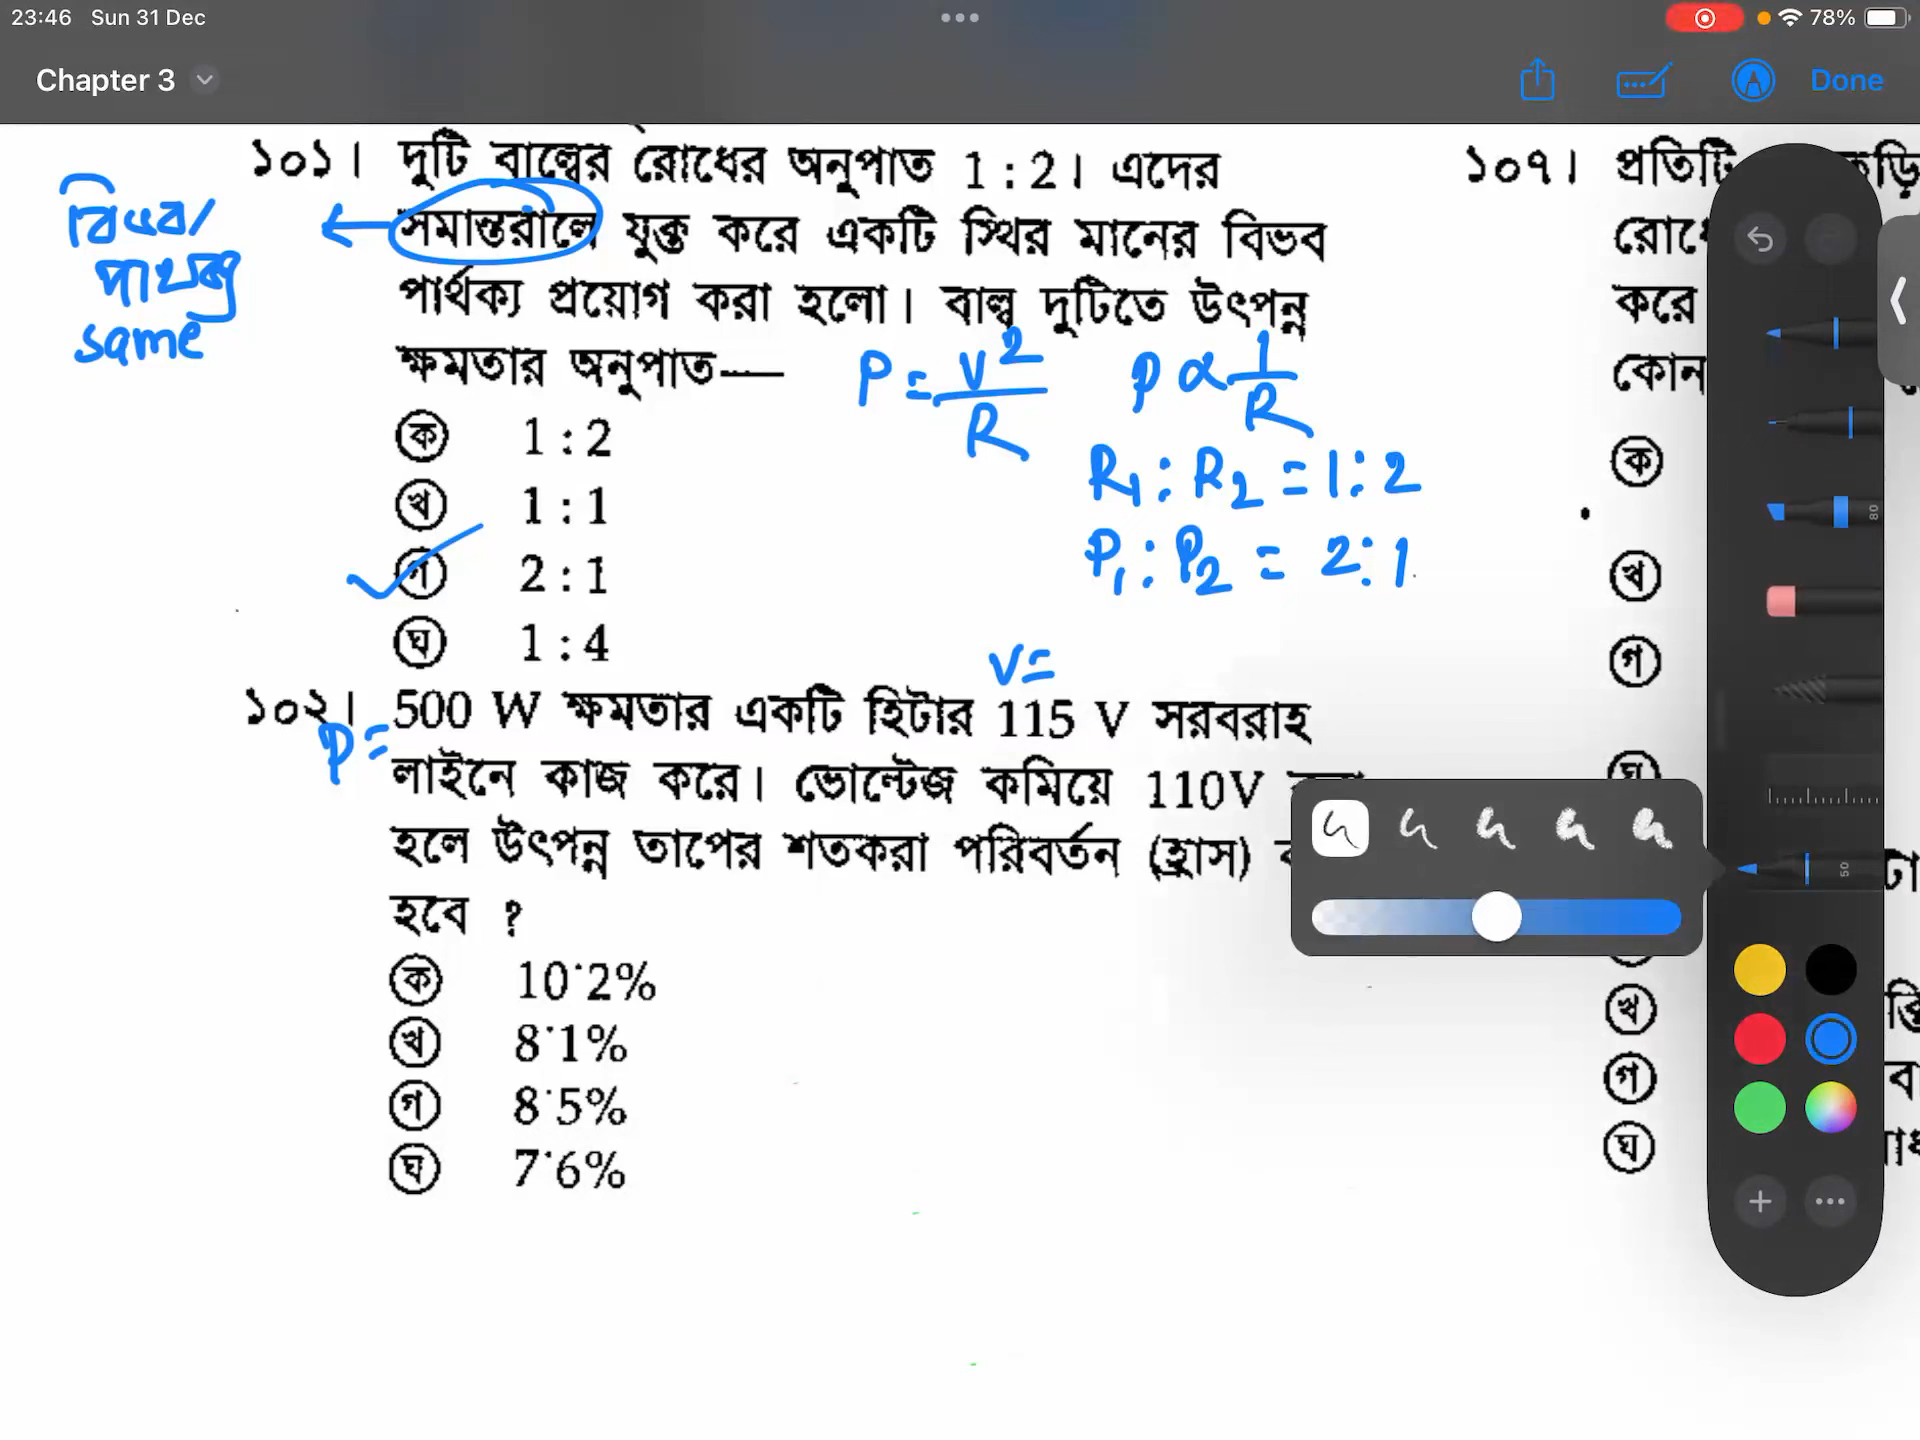 23:46 Sun 31 Dec
78%
Chapter 3
Done
১০১। দুটি বাল্বের রোধের অনুপাত 1 : 2। এদের
সমান্তরালে যুক্ত করে একটি স্থির মানের বিভব
পার্থক্য প্রয়োগ করা হলো। বাল্ব দুটিতে উৎপন্ন
ক্ষমতার অনুপাত—
বিভব
পার্থক্য
same
P = V²/R P ∝ 1/R
R₁ : R₂ = 1 : 2
P₁ : P₂ = 2 : 1
ক 1 : 2
খ 1 : 1
গ 2 : 1
ঘ 1 : 4
V=
P=
১০২। 500 W ক্ষমতার একটি হিটার 115 V সরবরাহ
লাইনে কাজ করে। ভোল্টেজ কমিয়ে 110V
হলে উৎপন্ন তাপের শতকরা পরিবর্তন (হ্রাস)
হবে ?
ক 10·2%
খ 8·1%
গ 8·5%
ঘ 7·6%
১০৭। প্রতিটি
করে
কোন
ক
খ
গ
ঘ
খ
গ
ঘ
80
50